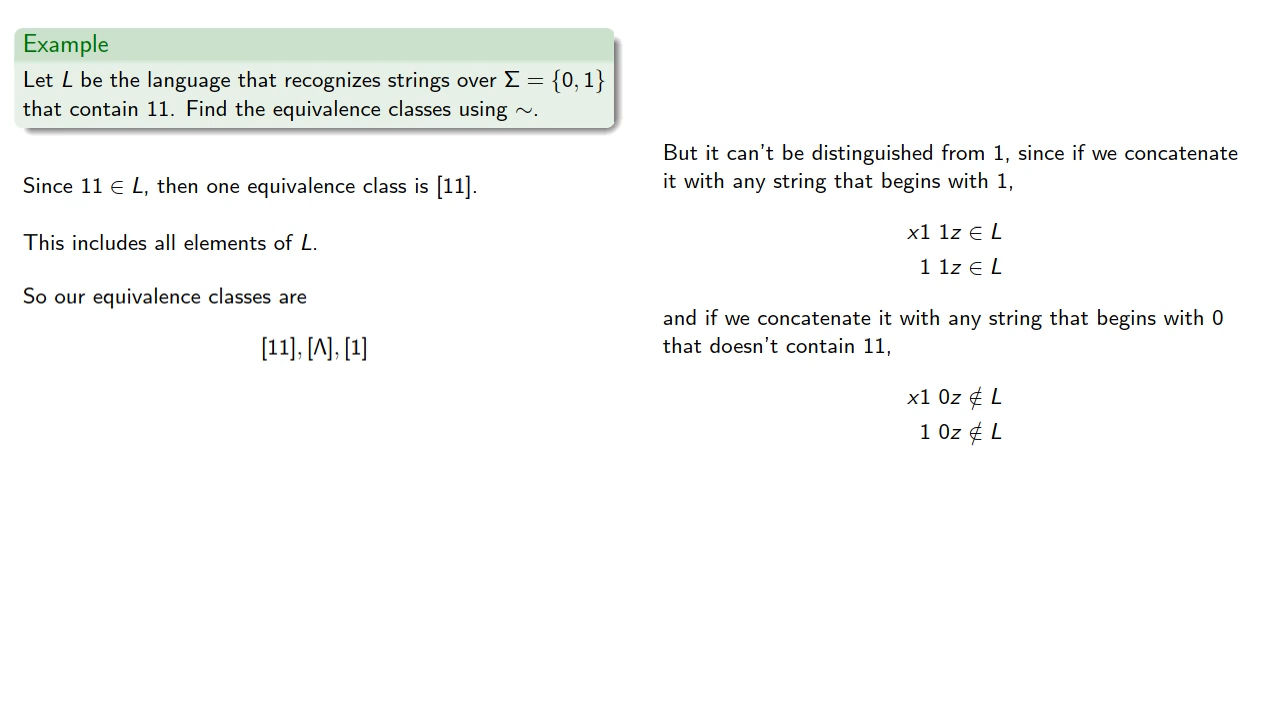 Example
Let L be the language that recognizes strings over Σ = {0, 1}
that contain 11. Find the equivalence classes using ∼.
Since 11 ∈ L, then one equivalence class is [11].
This includes all elements of L.
So our equivalence classes are
[11], [Λ], [1]
But it can't be distinguished from 1, since if we concatenate
it with any string that begins with 1,
x1 1z ∈ L
1 1z ∈ L
and if we concatenate it with any string that begins with 0
that doesn't contain 11,
x1 0z ∉ L
1 0z ∉ L